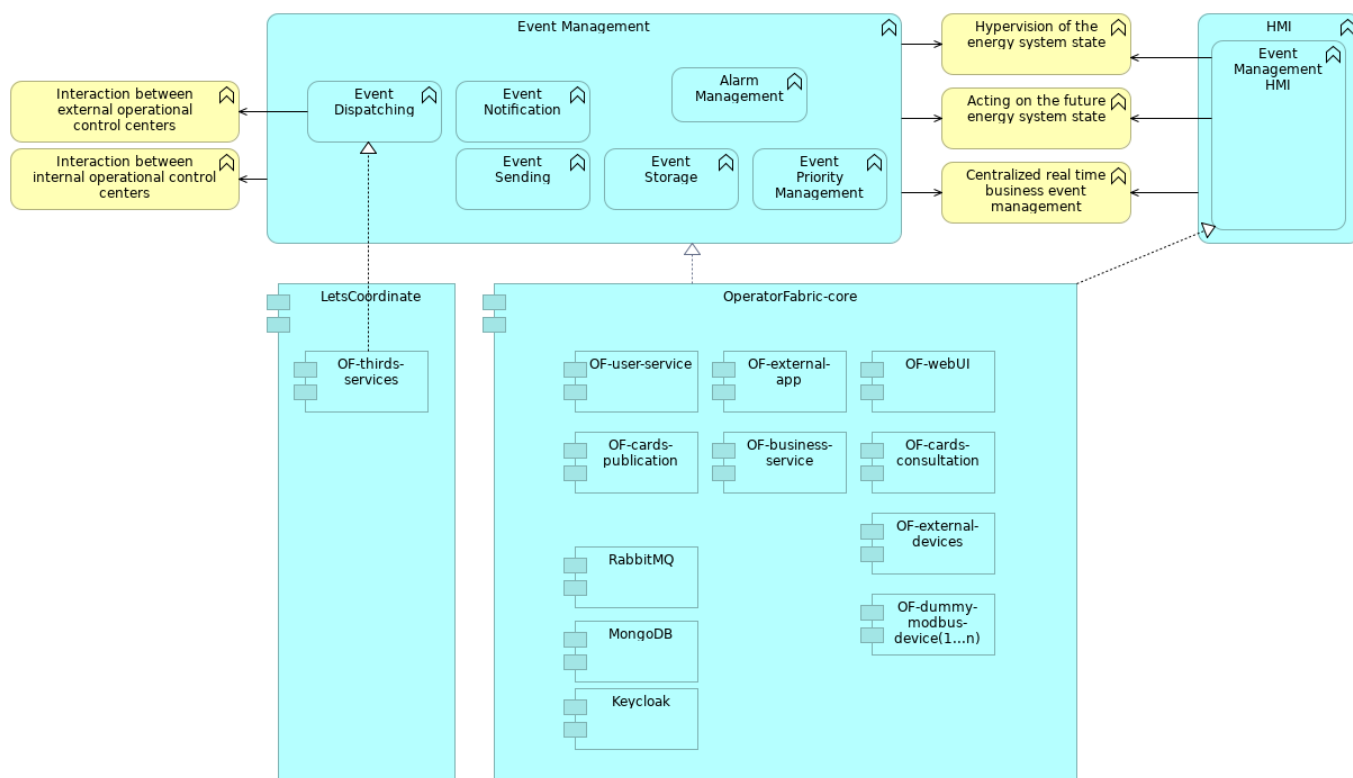 Event Management
Hypervision of the
energy system state
HMI
Event
Management
HMI
Interaction between
external operational
control centers
Event
Dispatching
Event
Notification
Alarm
Management
Acting on the future
energy system state
Interaction between
internal operational control
centers
Event
Sending
Event
Storage
Event
Priority
Management
Centralized real time
business event
management
LetsCoordinate
OF-thirds-
services
OperatorFabric-core
OF-user-service
OF-external-
app
OF-webUI
OF-cards-
publication
OF-business-
service
OF-cards-
consultation
OF-external-
devices
RabbitMQ
OF-dummy-
modbus-
device(1...n)
MongoDB
Keycloak